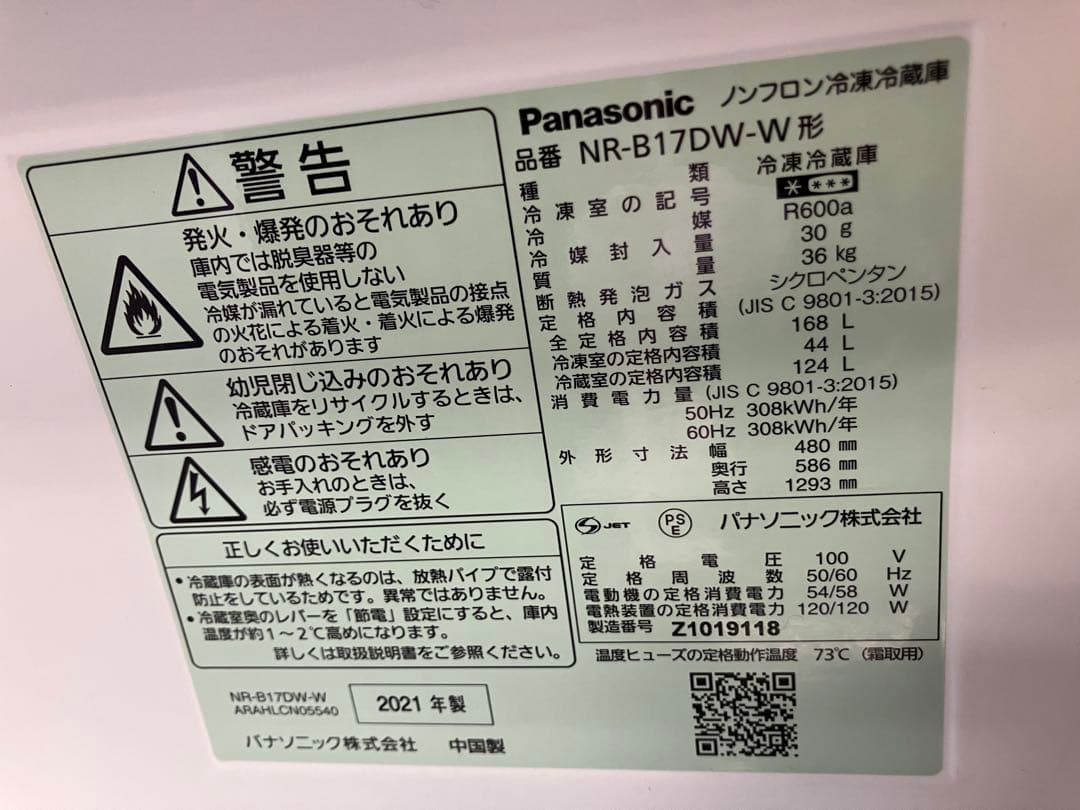 警告
発火・爆発のおそれあり
庫内では脱臭器等の
電気製品を使用しない
冷媒が漏れていると電気製品の接点
の火花による着火・着火による爆発
のおそれがあります
幼児閉じ込みのおそれあり
冷蔵庫をリサイクルするときは、
ドアパッキングを外す
感電のおそれあり
お手入れのときは、
必ず電源プラグを抜く
正しくお使いいただくために
・冷蔵庫の表面が熱くなるのは、放熱パイプで露付
防止をしているためです。異常ではありません。
・冷蔵室奥のレバーを「節電」設定にすると、庫内
温度が約1～2℃高めになります。
詳しくは取扱説明書をご参照ください。
NR-B17DW-W
ARAHLCN05540
2021 年製
パナソニック株式会社 中国製
Panasonic ノンフロン冷凍冷蔵庫
品番 NR-B17DW-W 形
種類 冷凍冷蔵庫
冷凍室の記号 * ***
冷媒 R600a
冷媒封入量 30 g
質量 36 kg
断熱発泡ガス シクロペンタン
定格内容積 (JIS C 9801-3:2015)
全定格内容積 168 L
冷凍室の定格内容積 44 L
冷蔵室の定格内容積 124 L
消費電力量 (JIS C 9801-3:2015)
50Hz 308kWh/年
60Hz 308kWh/年
外形寸法 幅 480 mm
奥行 586 mm
高さ 1293 mm
S JET PS E パナソニック株式会社
定格電圧 100 V
定格周波数 50/60 Hz
電動機の定格消費電力 54/58 W
電熱装置の定格消費電力 120/120 W
製造番号 Z1019118
温度ヒューズの定格動作温度 73℃ (霜取用)